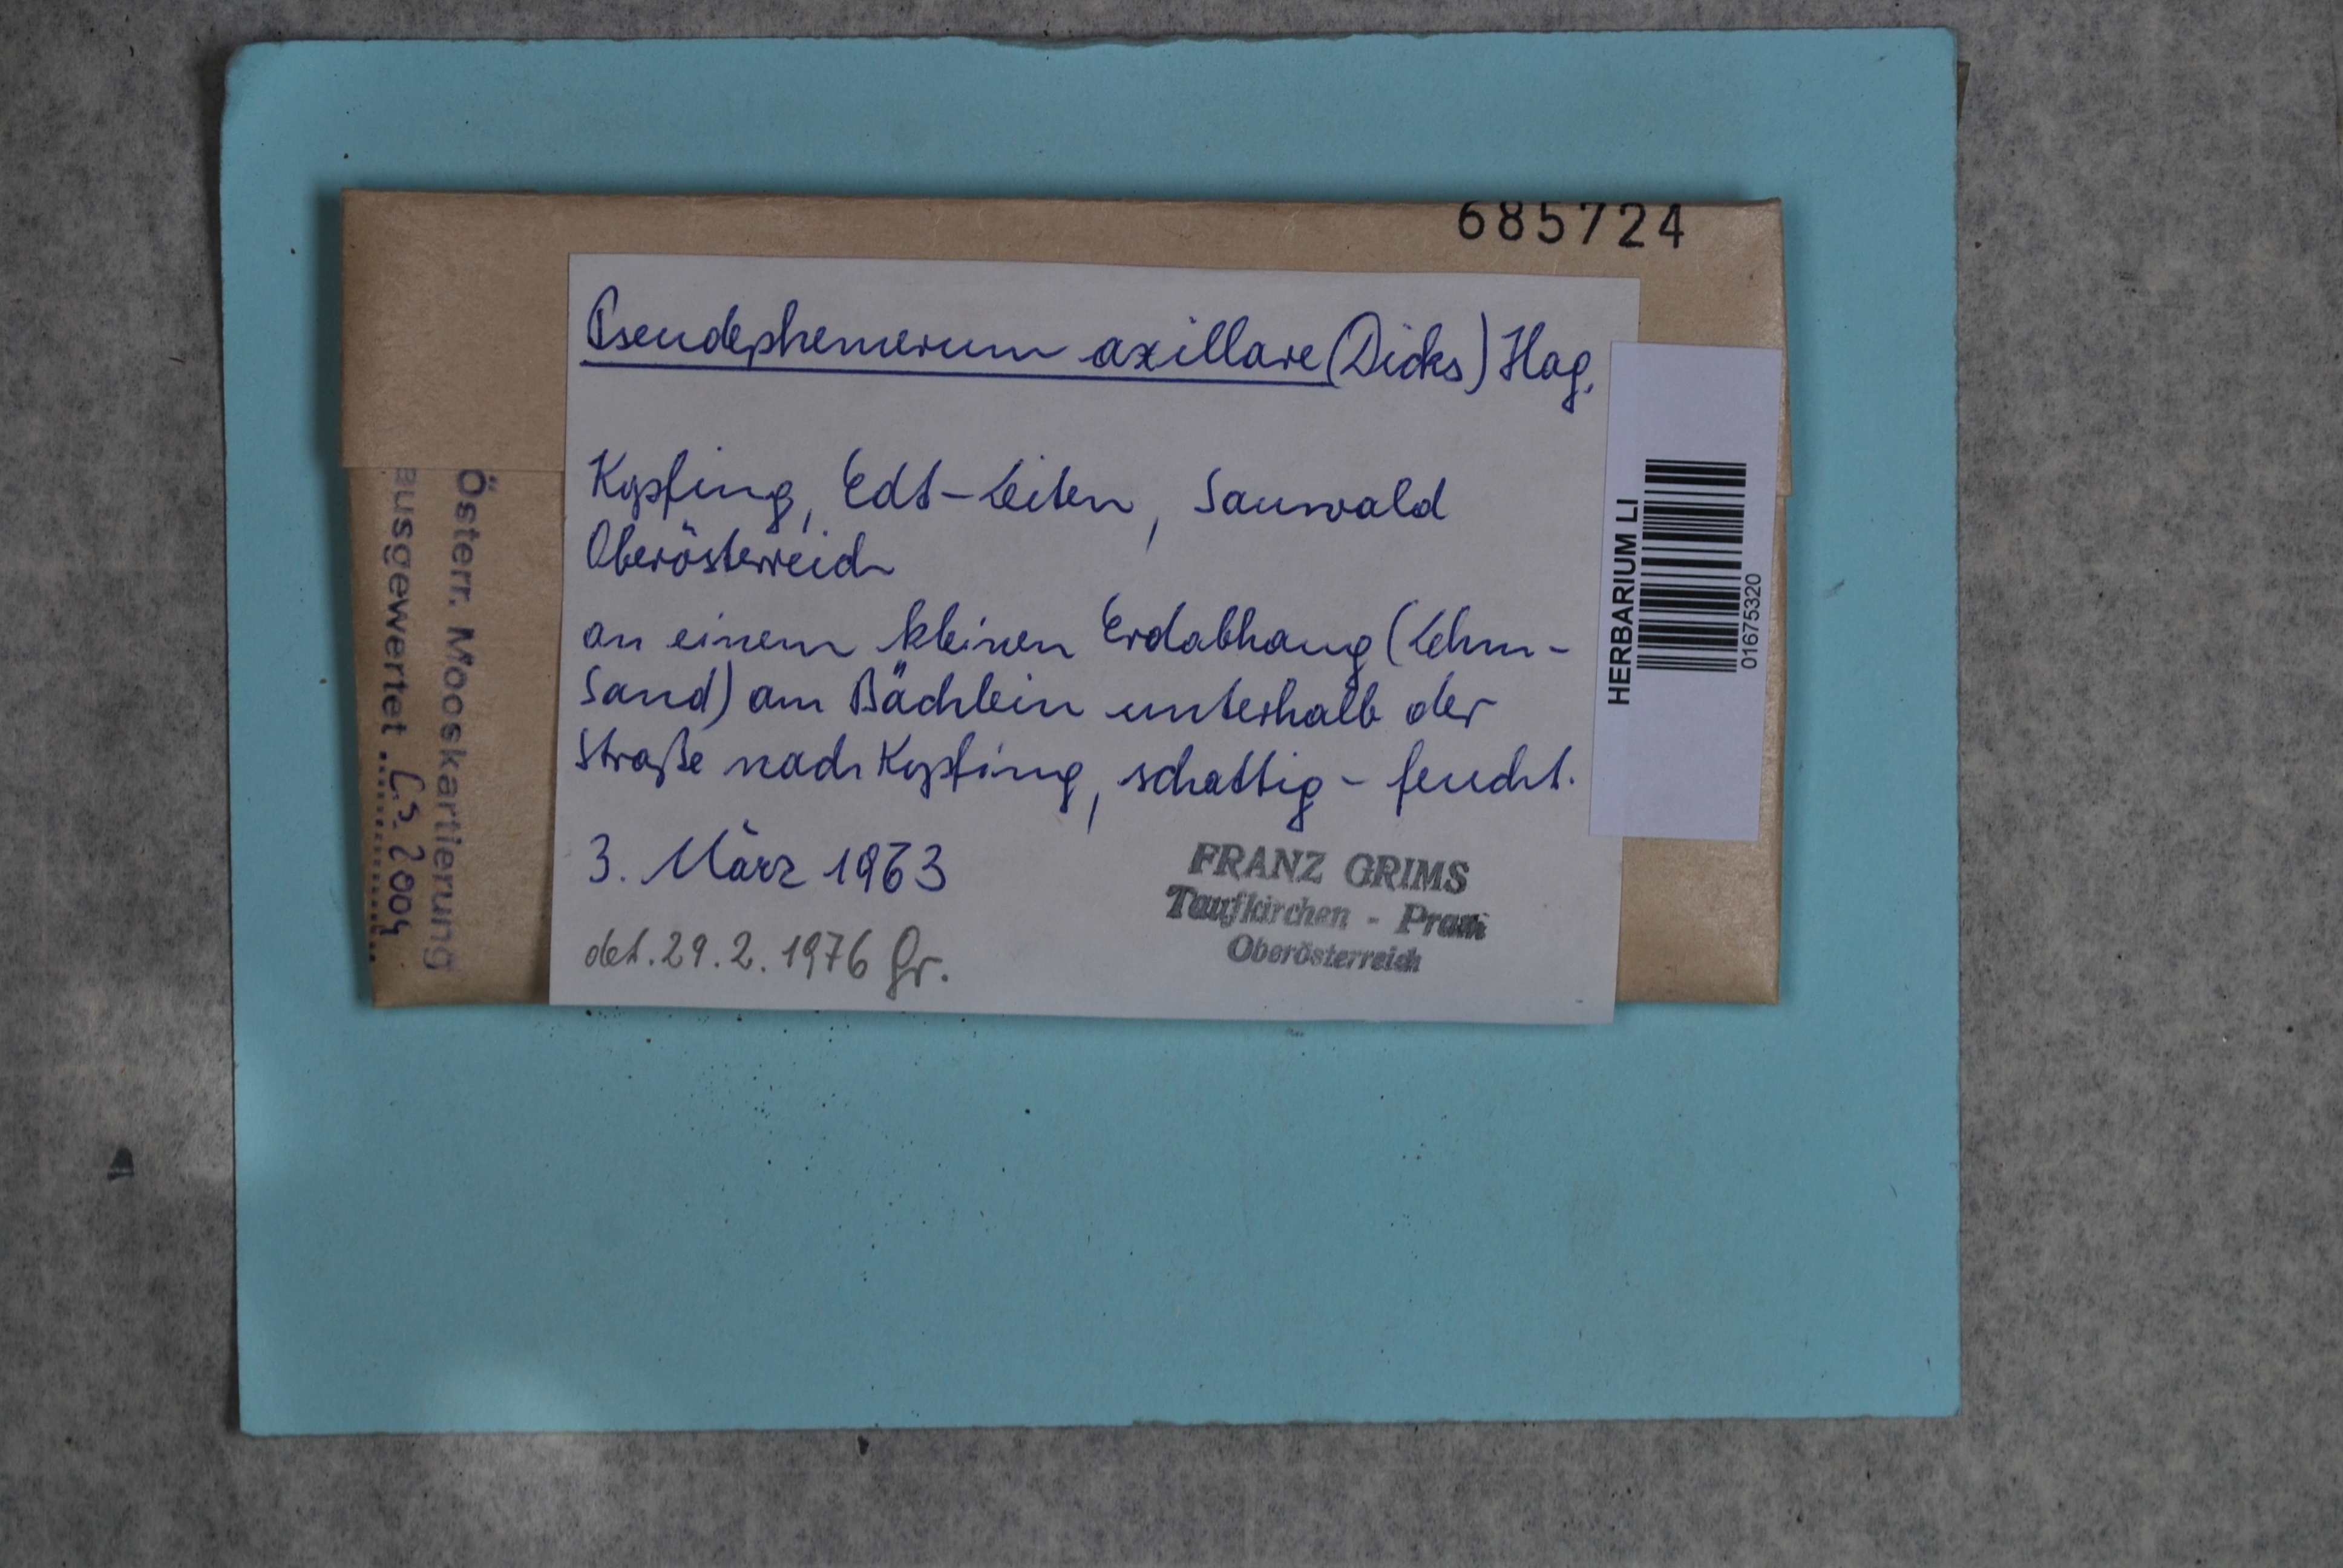 685724
Pseudephemerum axillare (Dicks) Hag.
Kopfing, Edt-Leiten, Sauwald
Oberösterreich
an einem kleinen Erdabhang (Lehm-
Sand) am Bächlein unterhalb der
Straße nach Kopfing, schattig - feucht.
3. März 1963
det. 29.2.1976 Gr.
FRANZ GRIMS
Taufkirchen - Pram
Oberösterreich
HERBARIUM LI
01675320
Österr. Mooskartierung
ausgewertet C.S. 2004